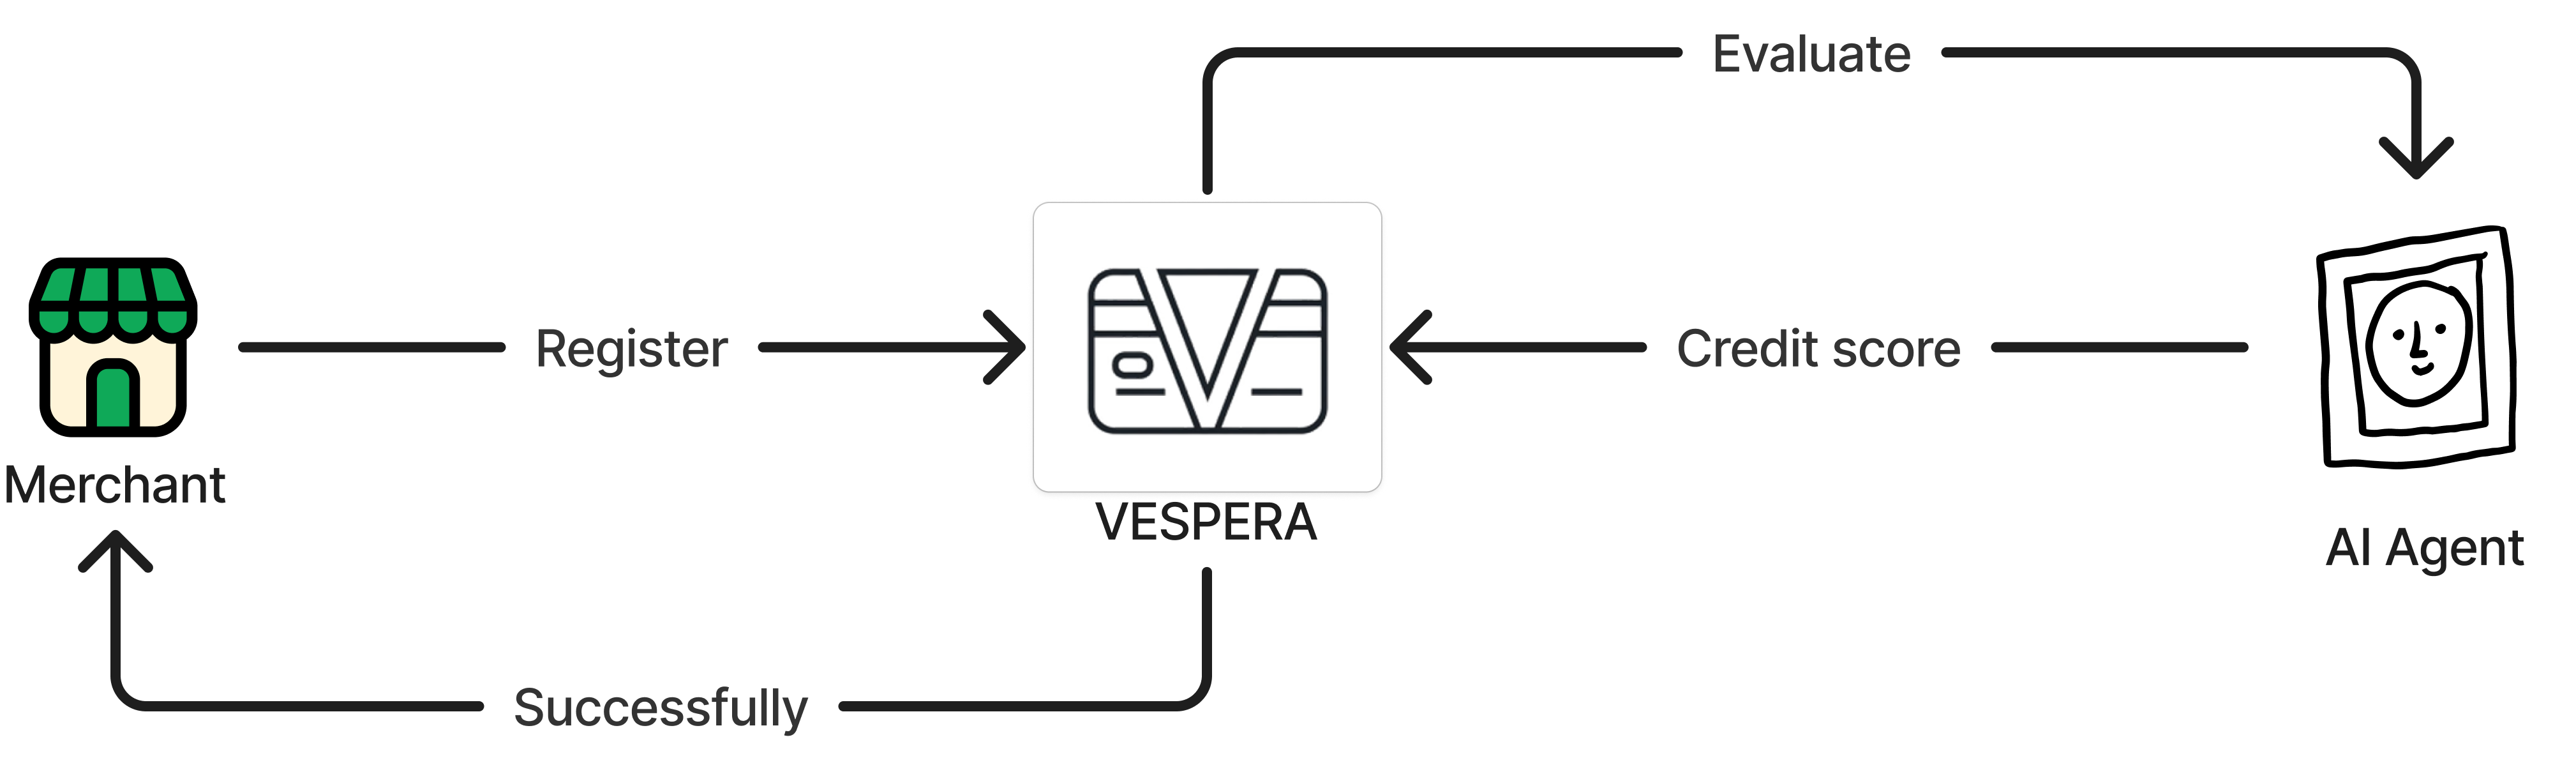 Evaluate
Register
Credit score
Merchant
VESPERA
AI Agent
Successfully